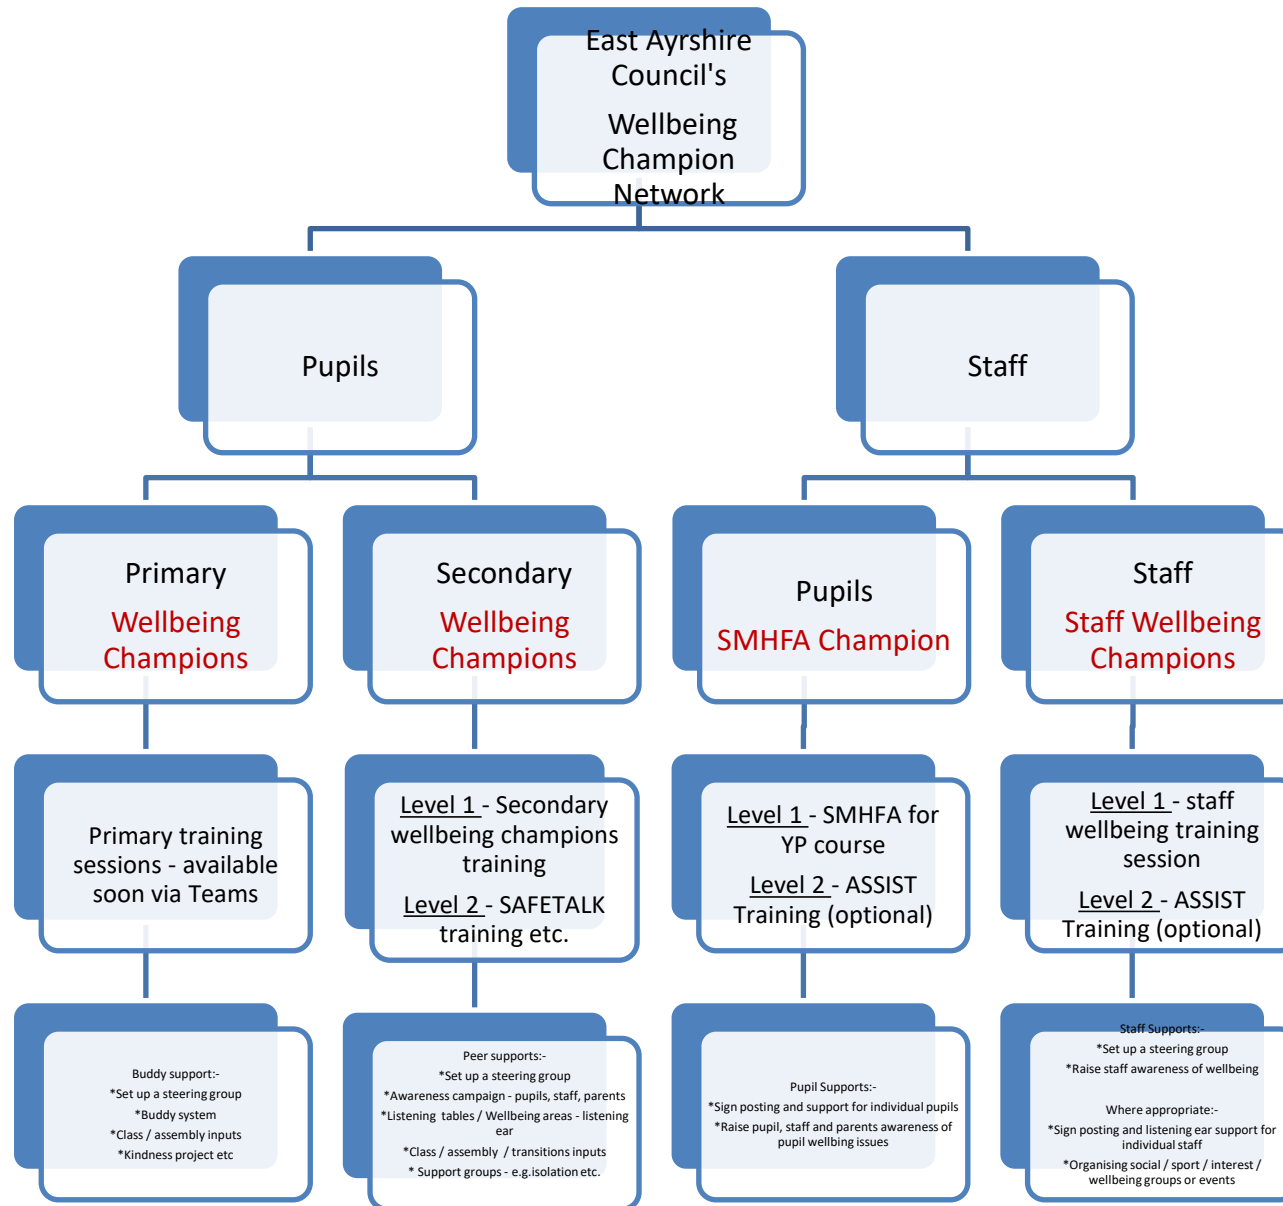 East Ayrshire
Council's
Wellbeing
Champion
Network
Pupils
Staff
Primary
Wellbeing
Champions
Secondary
Wellbeing
Champions
Pupils
SMHFA Champion
Staff
Staff Wellbeing
Champions
Primary training
sessions - available
soon via Teams
Level 1 - Secondary
wellbeing champions
training
Level 2 - SAFETALK
training etc.
Level 1 - SMHFA for
YP course
Level 2 - ASSIST
Training (optional)
Level 1 - staff
wellbeing training
session
Level 2 - ASSIST
Training (optional)
Buddy support:-
*Set up a steering group
*Buddy system
*Class / assembly inputs
*Kindness project etc
Peer supports:-
*Set up a steering group
*Awareness campaign - pupils, staff, parents
*Listening tables / Wellbeing areas - listening
ear
*Class / assembly / transitions inputs
* Support groups - e.g.isolation etc.
Pupil Supports:-
*Sign posting and support for individual pupils
*Raise pupil, staff and parents awareness of
pupil wellbing issues
Staff Supports:-
*Set up a steering group
*Raise staff awareness of wellbeing
Where appropriate:-
*Sign posting and listening ear support for
individual staff
*Organising social / sport / interest /
wellbeing groups or events